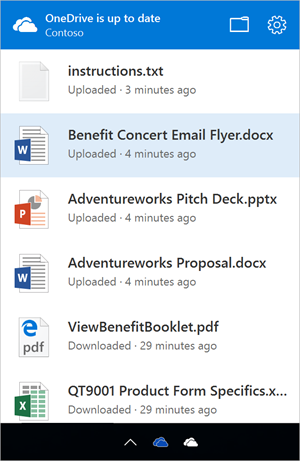 OneDrive is up to date
Contoso
instructions.txt
Uploaded · 3 minutes ago
W
Benefit Concert Email Flyer.docx
Uploaded · 4 minutes ago
P
Adventureworks Pitch Deck.pptx
Uploaded · 4 minutes ago
W
Adventureworks Proposal.docx
Uploaded · 4 minutes ago
pdf
ViewBenefitBooklet.pdf
Downloaded · 29 minutes ago
X
QT9001 Product Form Specifics.x...
Downloaded · 29 minutes ago